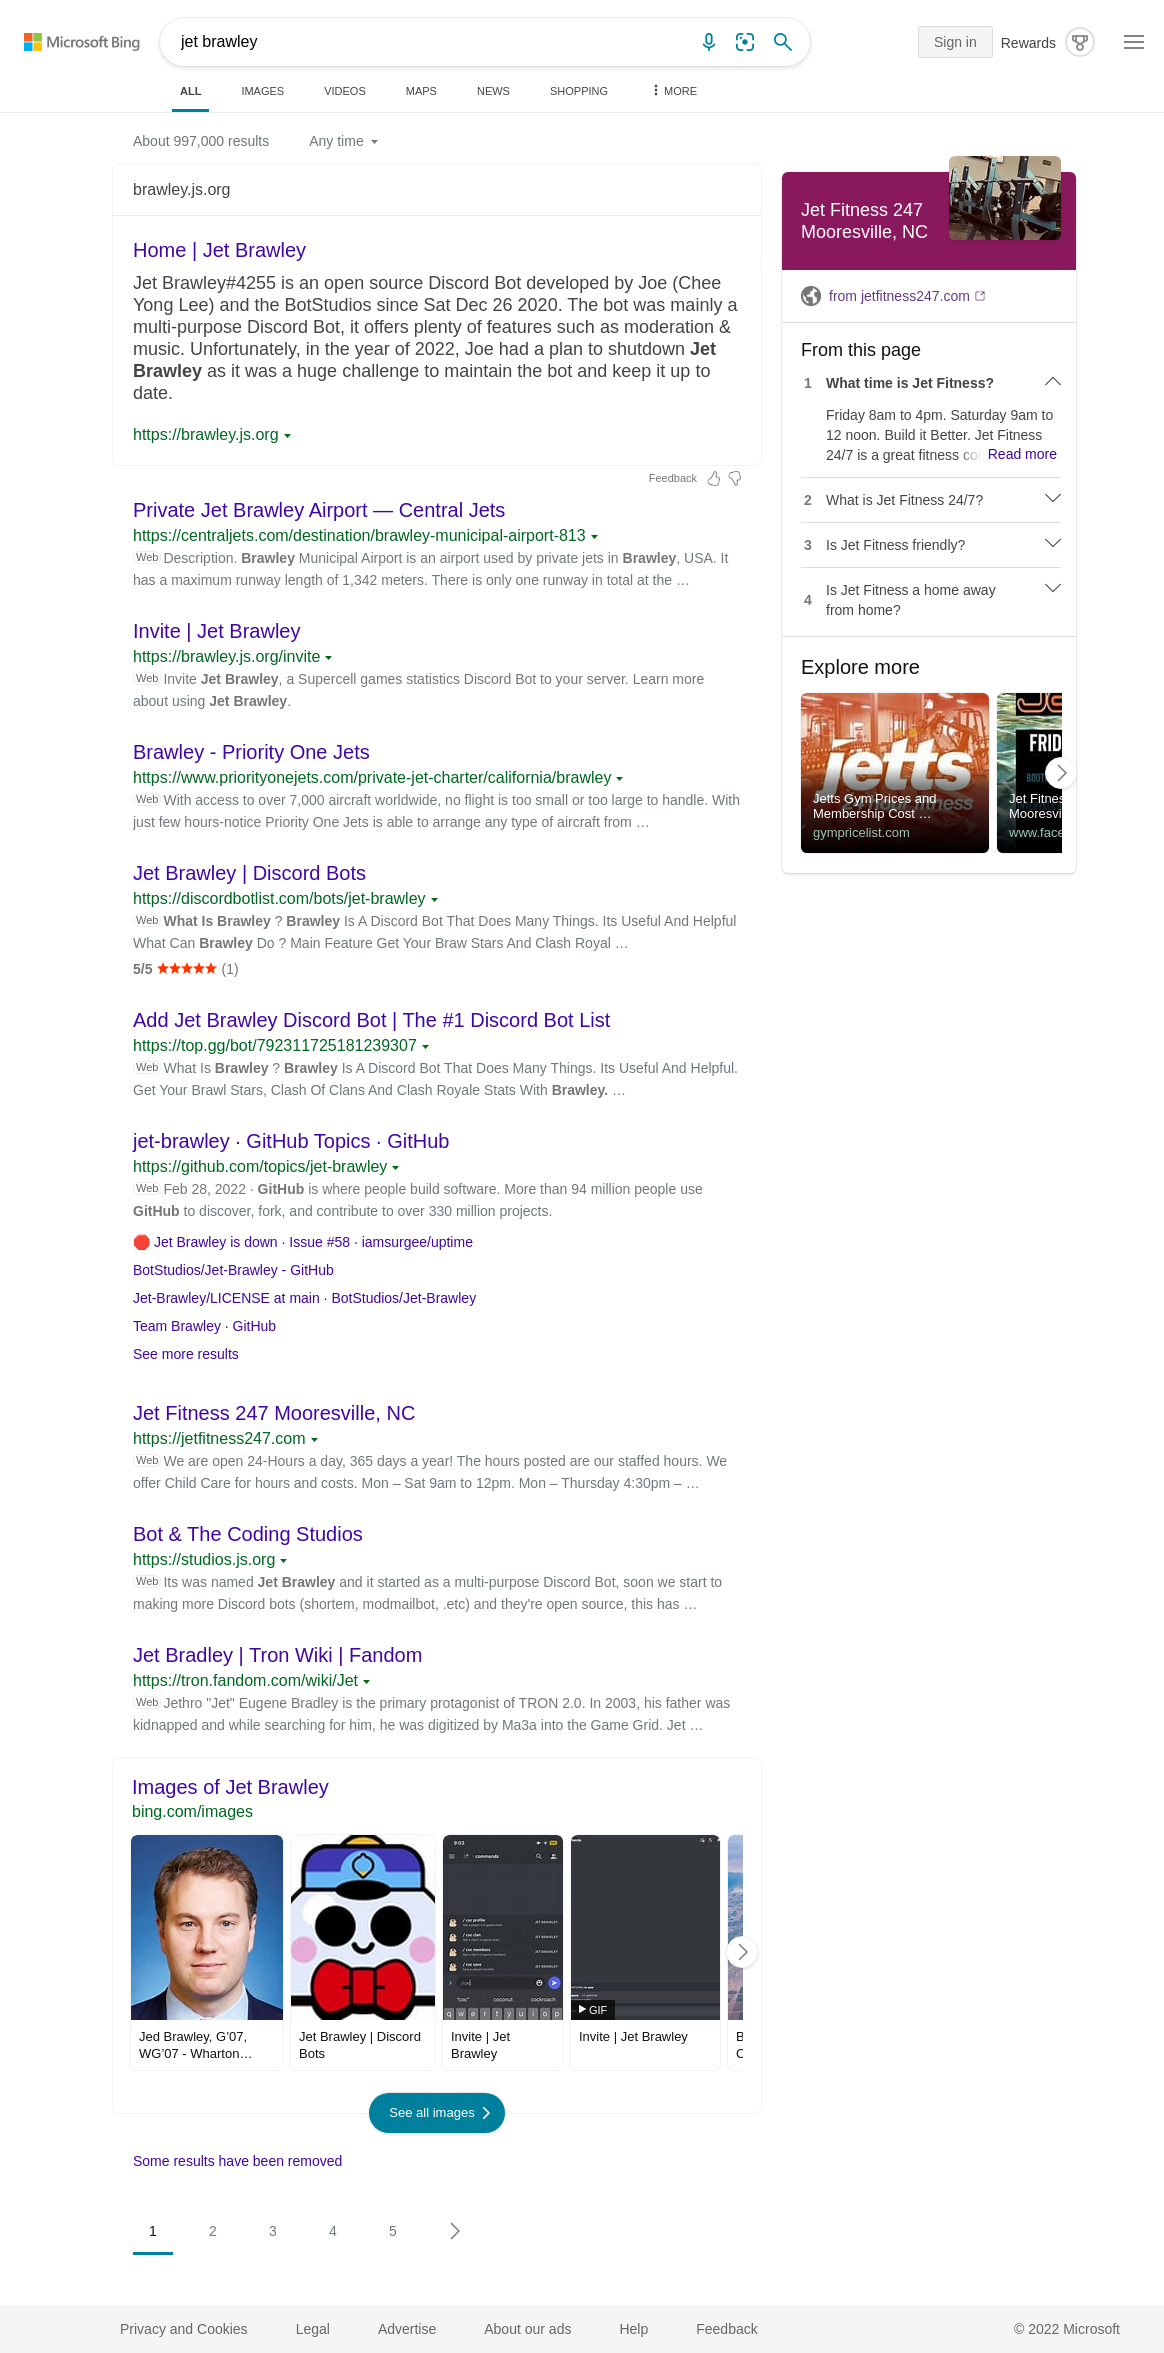 Microsoft Bing
jet brawley
Sign in
Rewards
ALL
IMAGES
VIDEOS
MAPS
NEWS
SHOPPING
MORE
About 997,000 results
Any time
brawley.js.org
Home | Jet Brawley
Jet Brawley#4255 is an open source Discord Bot developed by Joe (Chee
Yong Lee) and the BotStudios since Sat Dec 26 2020. The bot was mainly a
multi-purpose Discord Bot, it offers plenty of features such as moderation &
music. Unfortunately, in the year of 2022, Joe had a plan to shutdown Jet
Brawley as it was a huge challenge to maintain the bot and keep it up to
date.
https://brawley.js.org
Feedback
Private Jet Brawley Airport — Central Jets
https://centraljets.com/destination/brawley-municipal-airport-813
Web Description. Brawley Municipal Airport is an airport used by private jets in Brawley, USA. It
has a maximum runway length of 1,342 meters. There is only one runway in total at the …
Invite | Jet Brawley
https://brawley.js.org/invite
Web Invite Jet Brawley, a Supercell games statistics Discord Bot to your server. Learn more
about using Jet Brawley.
Brawley - Priority One Jets
https://www.priorityonejets.com/private-jet-charter/california/brawley
Web With access to over 7,000 aircraft worldwide, no flight is too small or too large to handle. With
just few hours-notice Priority One Jets is able to arrange any type of aircraft from …
Jet Brawley | Discord Bots
https://discordbotlist.com/bots/jet-brawley
Web What Is Brawley ? Brawley Is A Discord Bot That Does Many Things. Its Useful And Helpful
What Can Brawley Do ? Main Feature Get Your Braw Stars And Clash Royal …
5/5 ★★★★★ (1)
Add Jet Brawley Discord Bot | The #1 Discord Bot List
https://top.gg/bot/792311725181239307
Web What Is Brawley ? Brawley Is A Discord Bot That Does Many Things. Its Useful And Helpful.
Get Your Brawl Stars, Clash Of Clans And Clash Royale Stats With Brawley. …
jet-brawley · GitHub Topics · GitHub
https://github.com/topics/jet-brawley
Web Feb 28, 2022 · GitHub is where people build software. More than 94 million people use
GitHub to discover, fork, and contribute to over 330 million projects.
🛑 Jet Brawley is down · Issue #58 · iamsurgee/uptime
BotStudios/Jet-Brawley - GitHub
Jet-Brawley/LICENSE at main · BotStudios/Jet-Brawley
Team Brawley · GitHub
See more results
Jet Fitness 247 Mooresville, NC
https://jetfitness247.com
Web We are open 24-Hours a day, 365 days a year! The hours posted are our staffed hours. We
offer Child Care for hours and costs. Mon – Sat 9am to 12pm. Mon – Thursday 4:30pm – …
Bot & The Coding Studios
https://studios.js.org
Web Its was named Jet Brawley and it started as a multi-purpose Discord Bot, soon we start to
making more Discord bots (shortem, modmailbot, .etc) and they're open source, this has …
Jet Bradley | Tron Wiki | Fandom
https://tron.fandom.com/wiki/Jet
Web Jethro "Jet" Eugene Bradley is the primary protagonist of TRON 2.0. In 2003, his father was
kidnapped and while searching for him, he was digitized by Ma3a into the Game Grid. Jet …
Images of Jet Brawley
bing.com/images
9:03
commands
/ coc profile
/ coc clan
/ coc members
/ coc save
JET BRAWLEY
JET BRAWLEY
JET BRAWLEY
JET BRAWLEY
"coc"
coconut
cockroach
q w e r t y u i o p
GIF
Jed Brawley, G'07,
WG'07 - Wharton…
Jet Brawley | Discord
Bots
Invite | Jet
Brawley
Invite | Jet Brawley
See all images
Some results have been removed
1
2
3
4
5
Jet Fitness 247
Mooresville, NC
from jetfitness247.com
From this page
1 What time is Jet Fitness?
Friday 8am to 4pm. Saturday 9am to
12 noon. Build it Better. Jet Fitness
24/7 is a great fitness co Read more
2 What is Jet Fitness 24/7?
3 Is Jet Fitness friendly?
4 Is Jet Fitness a home away
from home?
Explore more
jetts
24 hour fitness
Jetts Gym Prices and
Membership Cost …
gympricelist.com
FRID
BOOT
Jet Fitnes
Mooresvi
www.face
Privacy and Cookies
Legal
Advertise
About our ads
Help
Feedback
© 2022 Microsoft